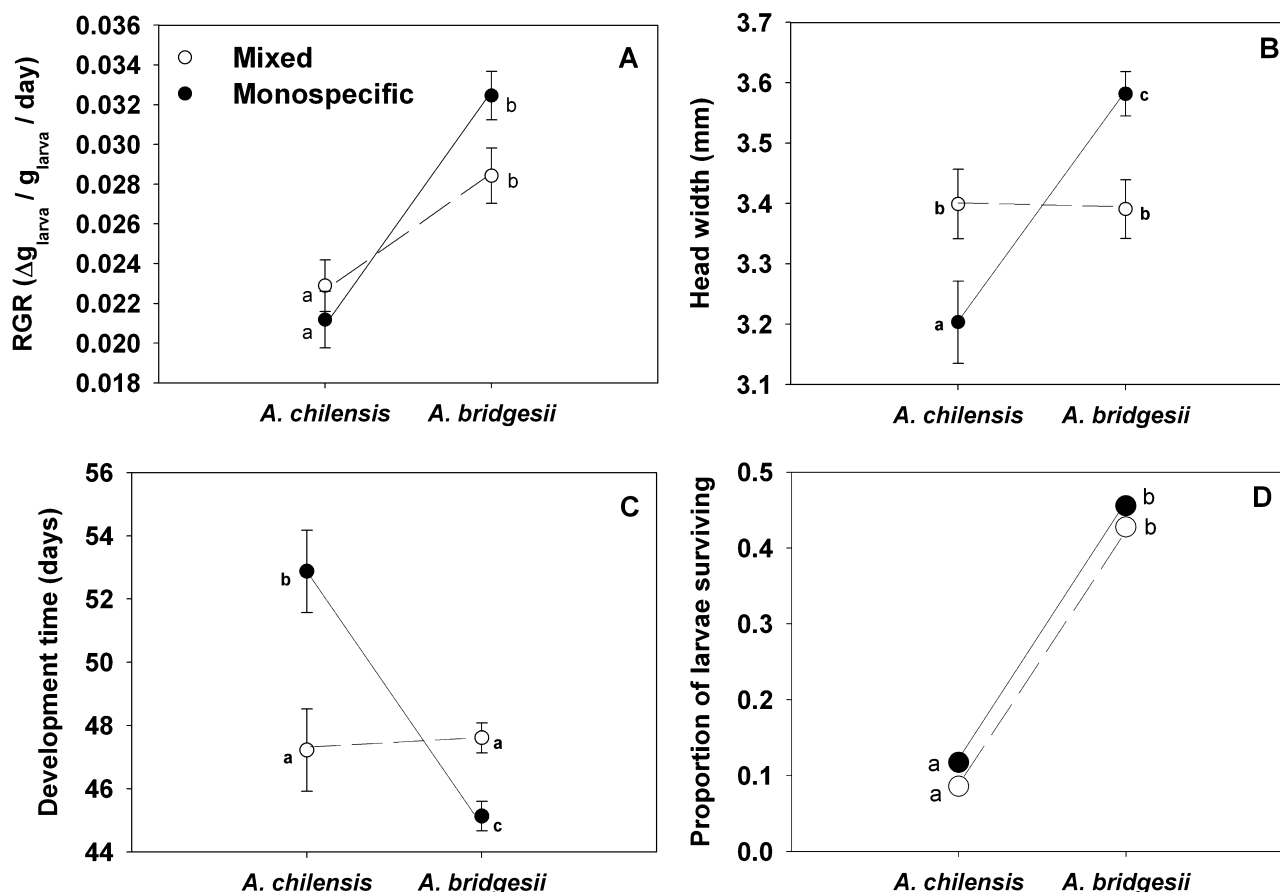 A
Mixed
Monospecific
RGR (Δg_larva / g_larva / day)
0.036
0.034
0.032
0.030
0.028
0.026
0.024
0.022
0.020
0.018
b
b
a
a
A. chilensis A. bridgesii
B
Head width (mm)
3.7
3.6
3.5
3.4
3.3
3.2
3.1
c
b
b
a
A. chilensis A. bridgesii
C
Development time (days)
56
54
52
50
48
46
44
b
a
a
c
A. chilensis A. bridgesii
D
Proportion of larvae surviving
0.5
0.4
0.3
0.2
0.1
0.0
b
b
a
a
A. chilensis A. bridgesii